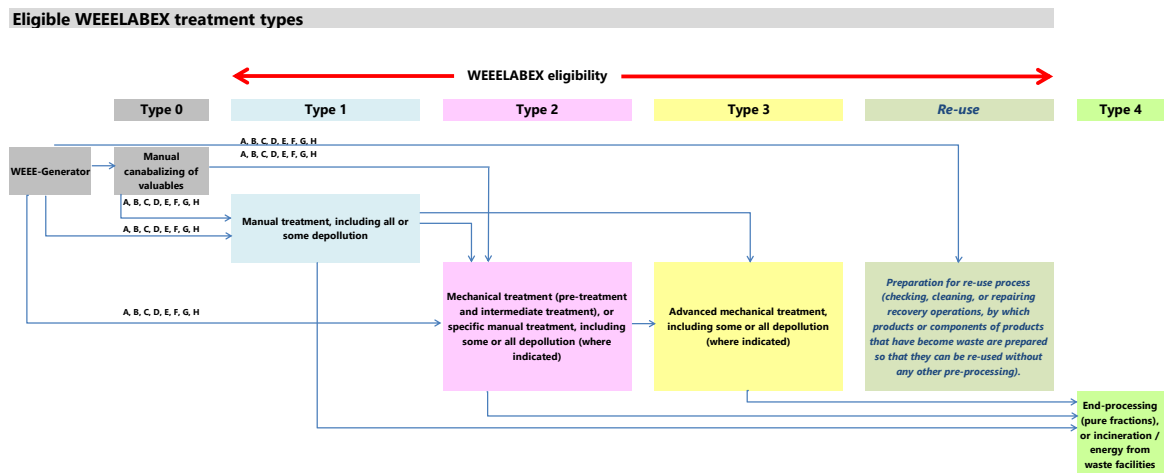 Eligible WEEELABEX treatment types
WEEELABEX eligibility
Type 0
Type 1
Type 2
Type 3
Re-use
Type 4
A, B, C, D, E, F, G, H
A, B, C, D, E, F, G, H
WEEE-Generator
Manual
canabalizing of
valuables
A, B, C, D, E, F, G, H
A, B, C, D, E, F, G, H
Manual treatment, including all or
some depollution
A, B, C, D, E, F, G, H
Mechanical treatment (pre-treatment
and intermediate treatment), or
specific manual treatment, including
some or all depollution (where
indicated)
Advanced mechanical treatment,
including some or all depollution
(where indicated)
Preparation for re-use process
(checking, cleaning, or repairing
recovery operations, by which
products or components of products
that have become waste are prepared
so that they can be re-used without
any other pre-processing).
End-processing
(pure fractions),
or incineration /
energy from
waste facilities